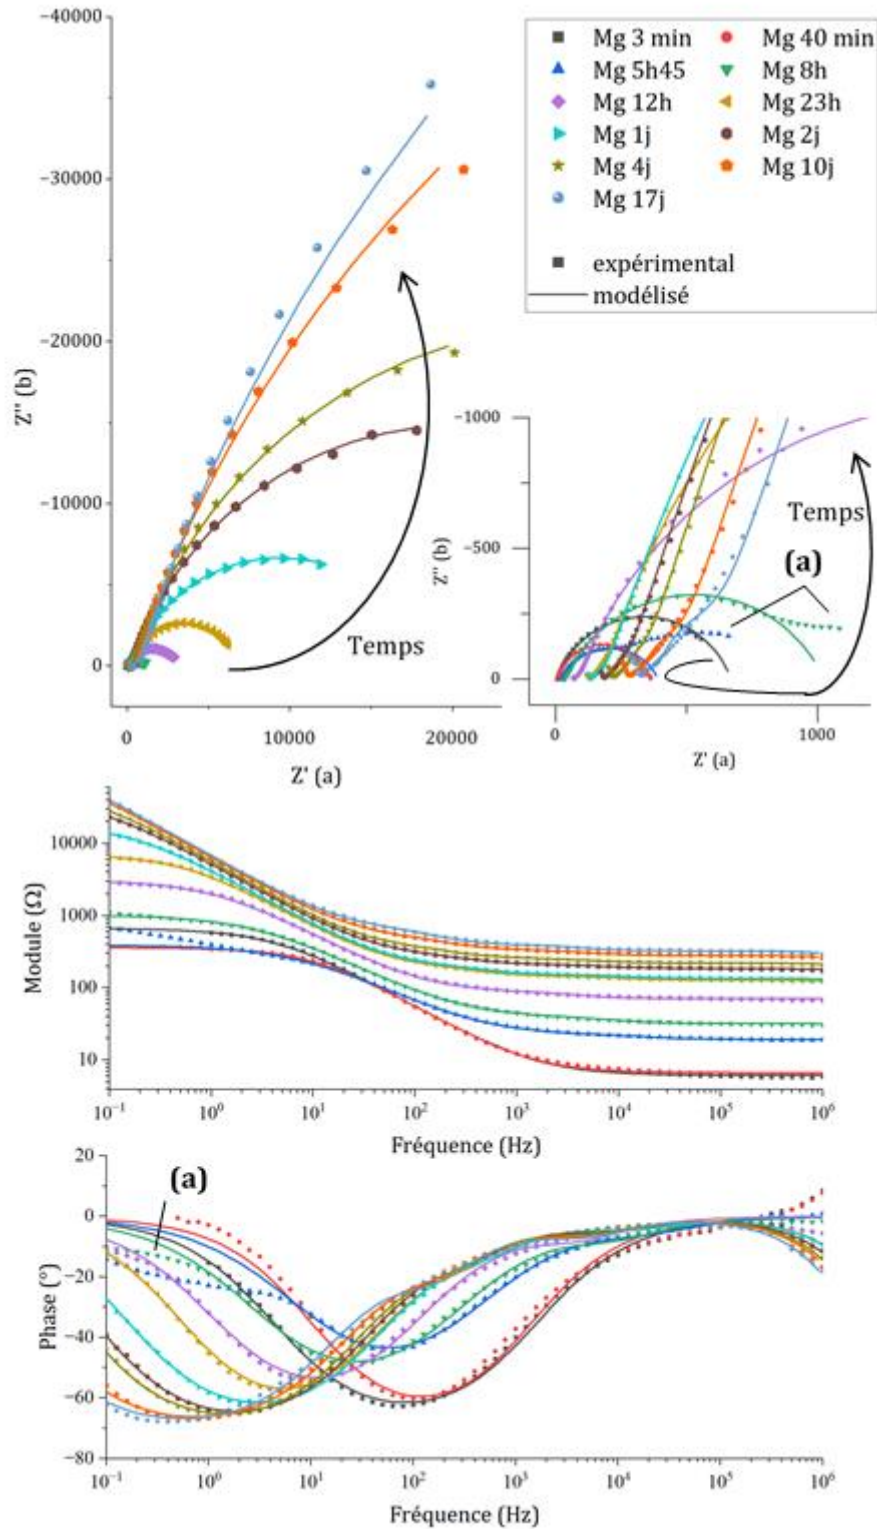 −40000
−30000
−20000
−10000
0
Z'' (b)
0 10000 20000
Z' (a)
Temps
Mg 3 min Mg 40 min
Mg 5h45 Mg 8h
Mg 12h Mg 23h
Mg 1j Mg 2j
Mg 4j Mg 10j
Mg 17j
expérimental
modélisé
−1000
−500
0
Z'' (b)
Temps
(a)
0 1000
Z' (a)
10000
1000
100
10
Module (Ω)
10⁻¹ 10⁰ 10¹ 10² 10³ 10⁴ 10⁵ 10⁶
Fréquence (Hz)
20
0
−20
−40
−60
−80
Phase (°)
(a)
10⁻¹ 10⁰ 10¹ 10² 10³ 10⁴ 10⁵ 10⁶
Fréquence (Hz)